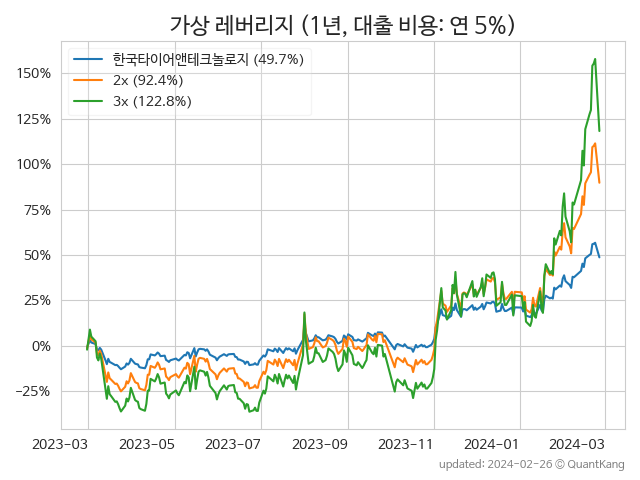 가상 레버리지 (1년, 대출 비용: 연 5%)
한국타이어앤테크놀로지 (49.7%)
2x (92.4%)
3x (122.8%)
150%
125%
100%
75%
50%
25%
0%
−25%
2023-03 2023-05 2023-07 2023-09 2023-11 2024-01 2024-03
updated: 2024-02-26 © QuantKang